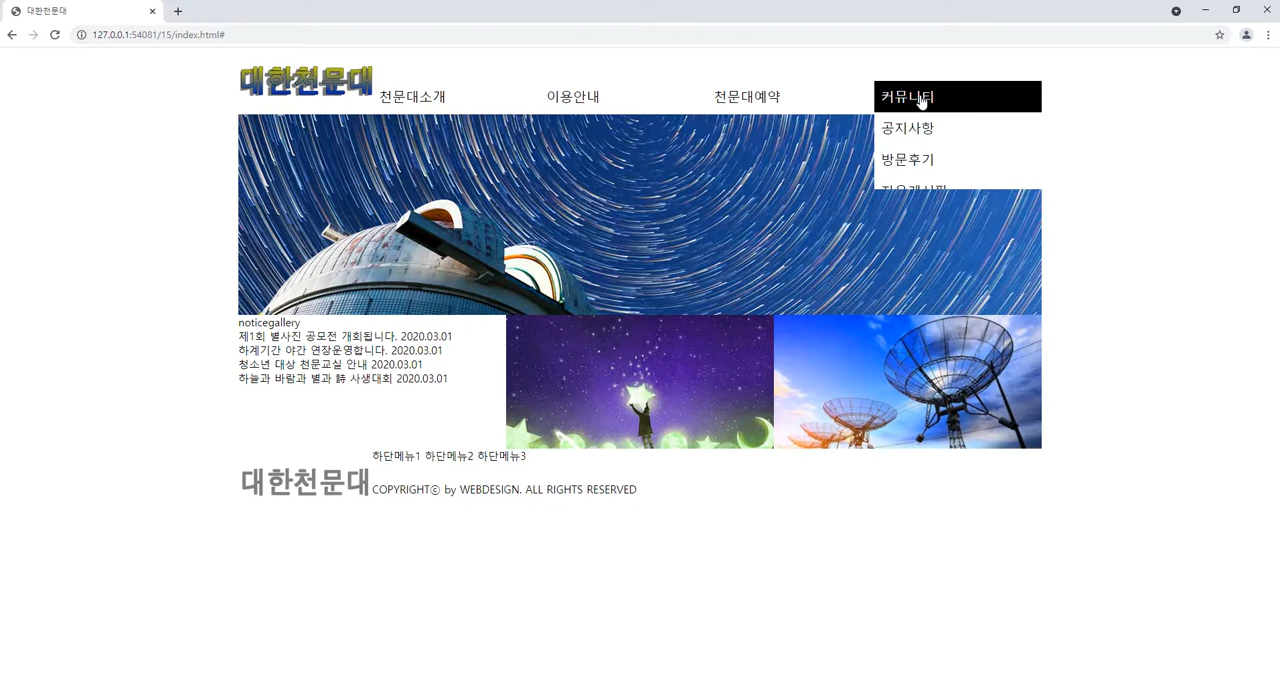 대한천문대
127.0.0.1:54081/15/index.html#
대한천문대
천문대소개 이용안내 천문대예약 커뮤니티
공지사항
방문후기
자유게시판
noticegallery
제1회 별사진 공모전 개회됩니다. 2020.03.01
하계기간 야간 연장운영합니다. 2020.03.01
청소년 대상 천문교실 안내 2020.03.01
하늘과 바람과 별과 詩 사생대회 2020.03.01
하단메뉴1 하단메뉴2 하단메뉴3
대한천문대 COPYRIGHTⓒ by WEBDESIGN. ALL RIGHTS RESERVED